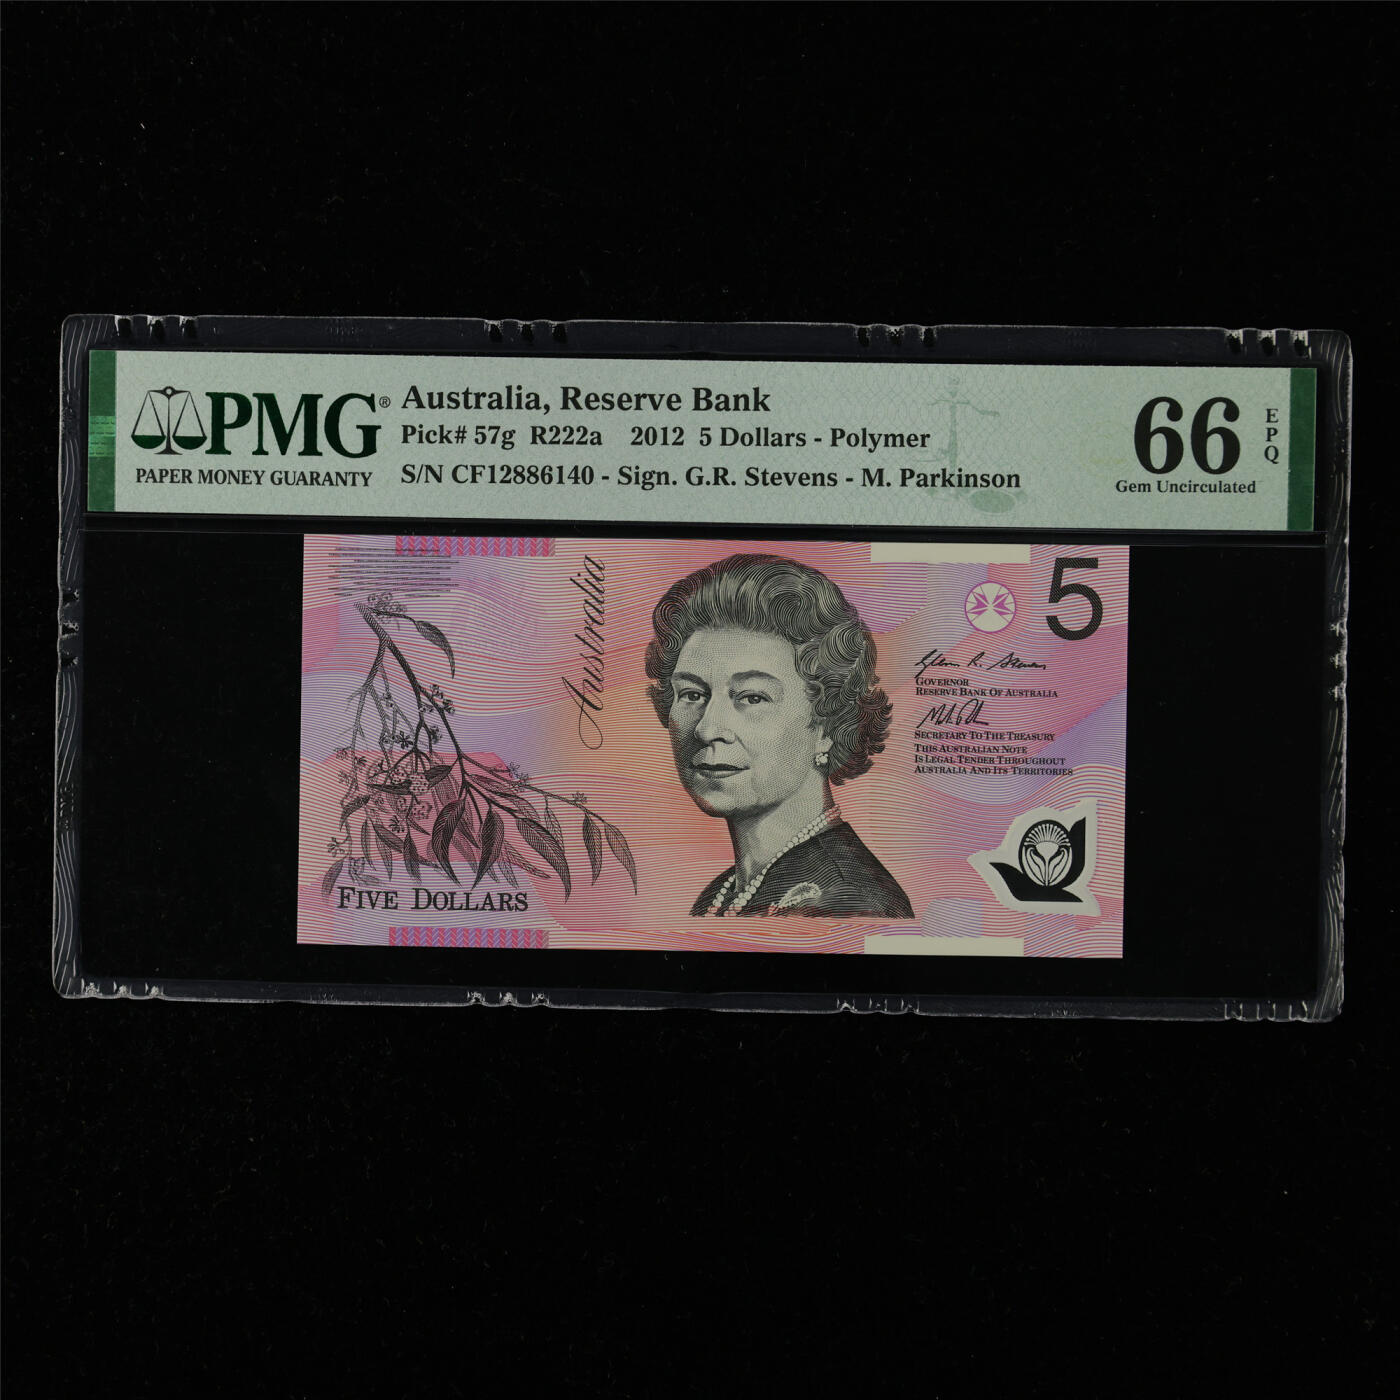 PMG®
PAPER MONEY GUARANTY
Australia, Reserve Bank
Pick# 57g R222a 2012 5 Dollars - Polymer
S/N CF12886140 - Sign. G.R. Stevens - M. Parkinson
66
EPQ
Gem Uncirculated
Australia
5
Glenn R. Stevens
GOVERNOR
RESERVE BANK OF AUSTRALIA
SECRETARY TO THE TREASURY
THIS AUSTRALIAN NOTE
IS LEGAL TENDER THROUGHOUT
AUSTRALIA AND ITS TERRITORIES
FIVE DOLLARS